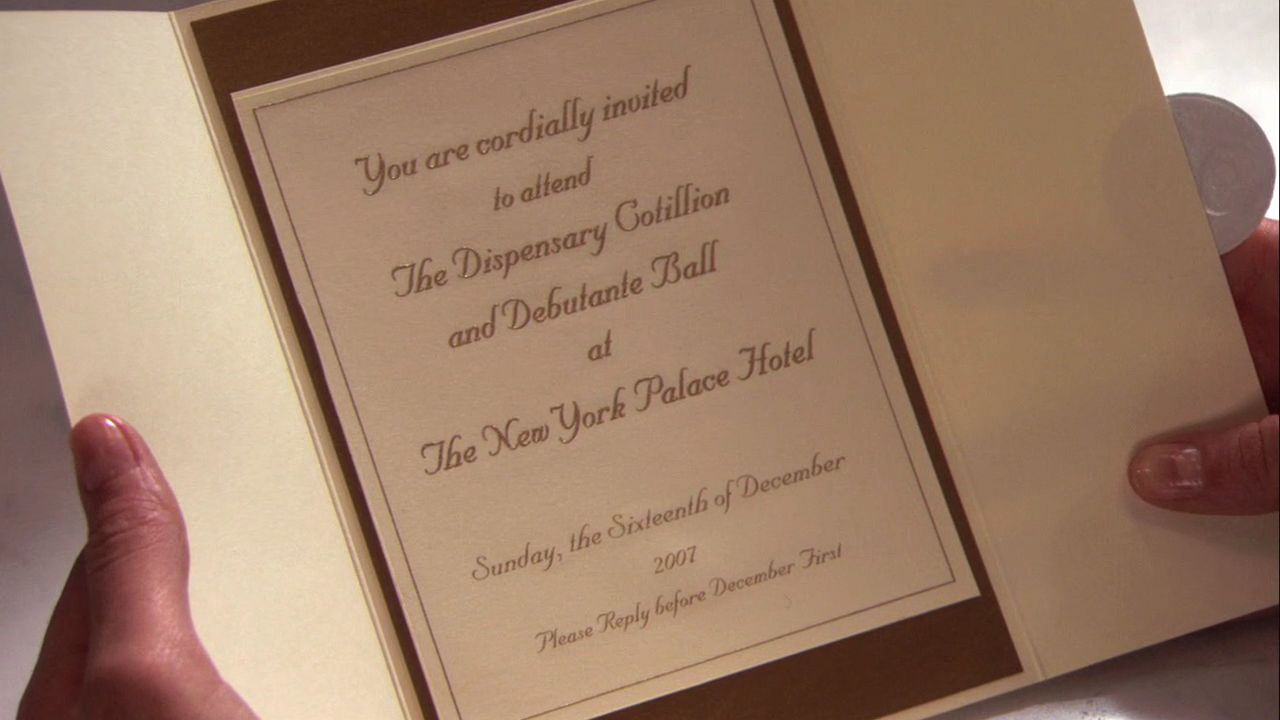 You are cordially invited
to attend
The Dispensary Cotillion
and Debutante Ball
at
The New York Palace Hotel
Sunday, the Sixteenth of December
2007
Please Reply before December First